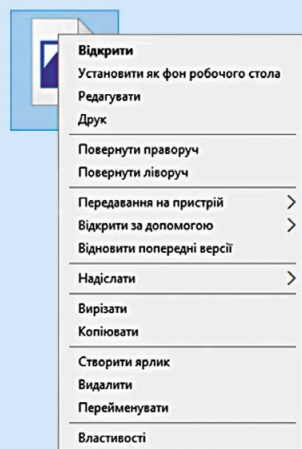 Відкрити
Установити як фон робочого стола
Редагувати
Друк
Повернути праворуч
Повернути ліворуч
Передавання на пристрій
Відкрити за допомогою
Відновити попередні версії
Надіслати
Вирізати
Копіювати
Створити ярлик
Видалити
Перейменувати
Властивості